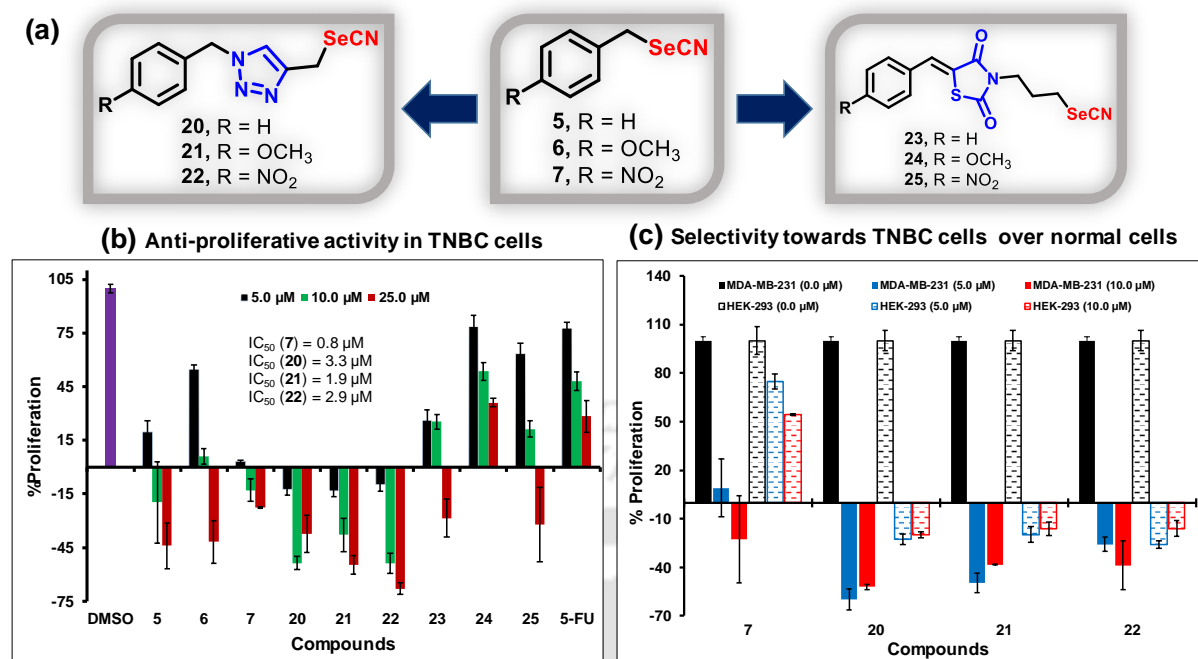 (a)
SeCN
N
N
N
R
20, R = H
21, R = OCH₃
22, R = NO₂
SeCN
R
5, R = H
6, R = OCH₃
7, R = NO₂
O
N
S
O
R
SeCN
23, R = H
24, R = OCH₃
25, R = NO₂
(b) Anti-proliferative activity in TNBC cells
%Proliferation
105
75
45
15
-15
-45
-75
5.0 µM 10.0 µM 25.0 µM
IC₅₀ (7) = 0.8 µM
IC₅₀ (20) = 3.3 µM
IC₅₀ (21) = 1.9 µM
IC₅₀ (22) = 2.9 µM
DMSO 5 6 7 20 21 22 23 24 25 5-FU
Compounds
(c) Selectivity towards TNBC cells over normal cells
% Proliferation
140
100
60
20
-20
-60
-70
MDA-MB-231 (0.0 µM) MDA-MB-231 (5.0 µM) MDA-MB-231 (10.0 µM)
HEK-293 (0.0 µM) HEK-293 (5.0 µM) HEK-293 (10.0 µM)
7 20 21 22
Compounds